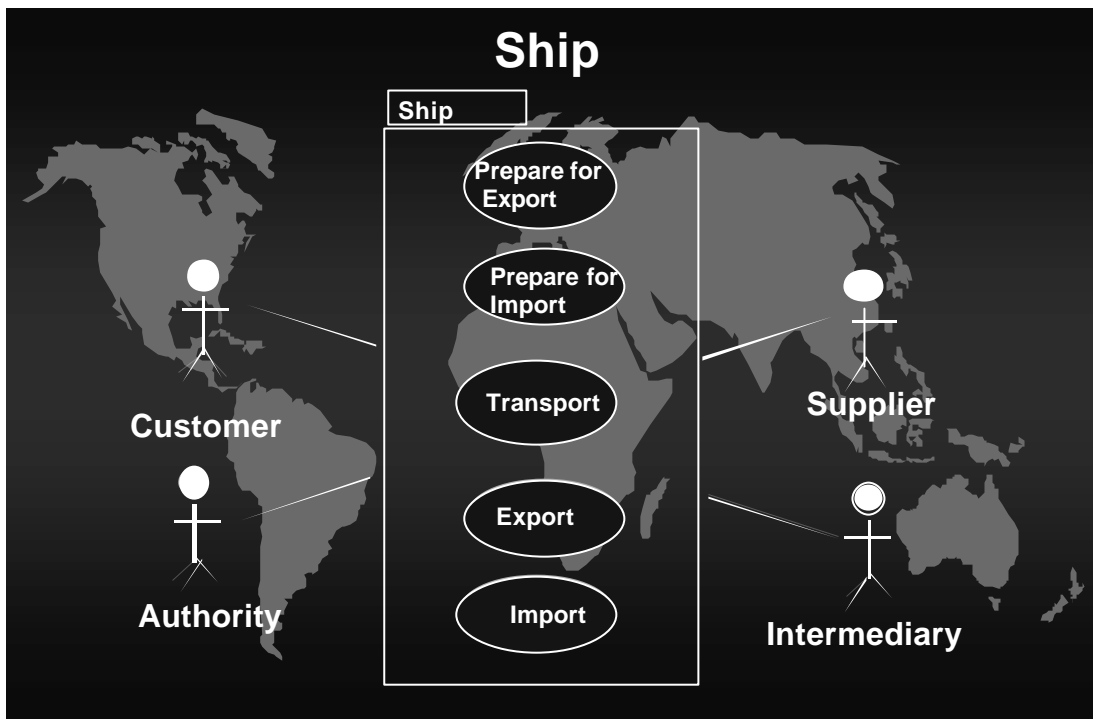 Ship
Ship
Prepare for
Export
Prepare for
Import
Transport
Export
Import
Customer
Authority
Supplier
Intermediary